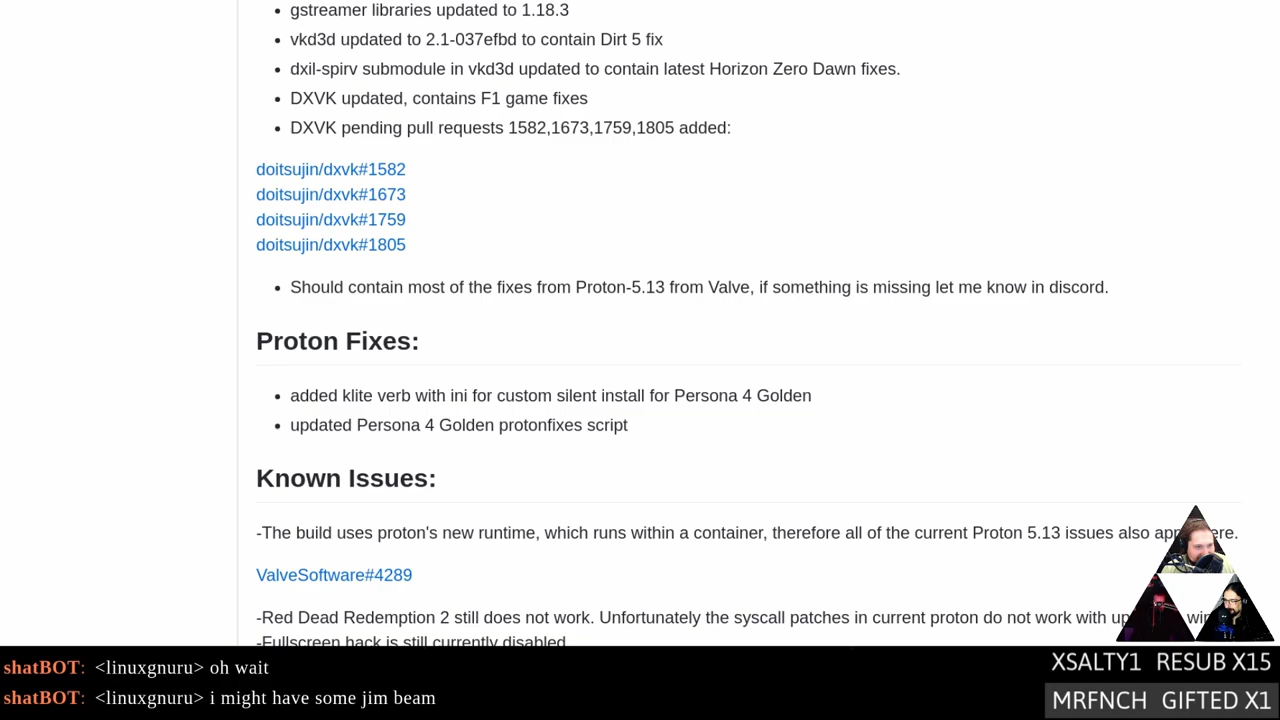 gstreamer libraries updated to 1.18.3
vkd3d updated to 2.1-037efbd to contain Dirt 5 fix
dxil-spirv submodule in vkd3d updated to contain latest Horizon Zero Dawn fixes.
DXVK updated, contains F1 game fixes
DXVK pending pull requests 1582,1673,1759,1805 added:
doitsujin/dxvk#1582
doitsujin/dxvk#1673
doitsujin/dxvk#1759
doitsujin/dxvk#1805
Should contain most of the fixes from Proton-5.13 from Valve, if something is missing let me know in discord.
Proton Fixes:
added klite verb with ini for custom silent install for Persona 4 Golden
updated Persona 4 Golden protonfixes script
Known Issues:
-The build uses proton's new runtime, which runs within a container, therefore all of the current Proton 5.13 issues also
ValveSoftware#4289
-Red Dead Redemption 2 still does not work. Unfortunately the syscall patches in current proton do not work with
-Fullscreen hack is still currently disabled
shatBOT: <linuxgnuru> oh wait
shatBOT: <linuxgnuru> i might have some jim beam
XSALTY1 RESUB X15
MRFNCH GIFTED X1